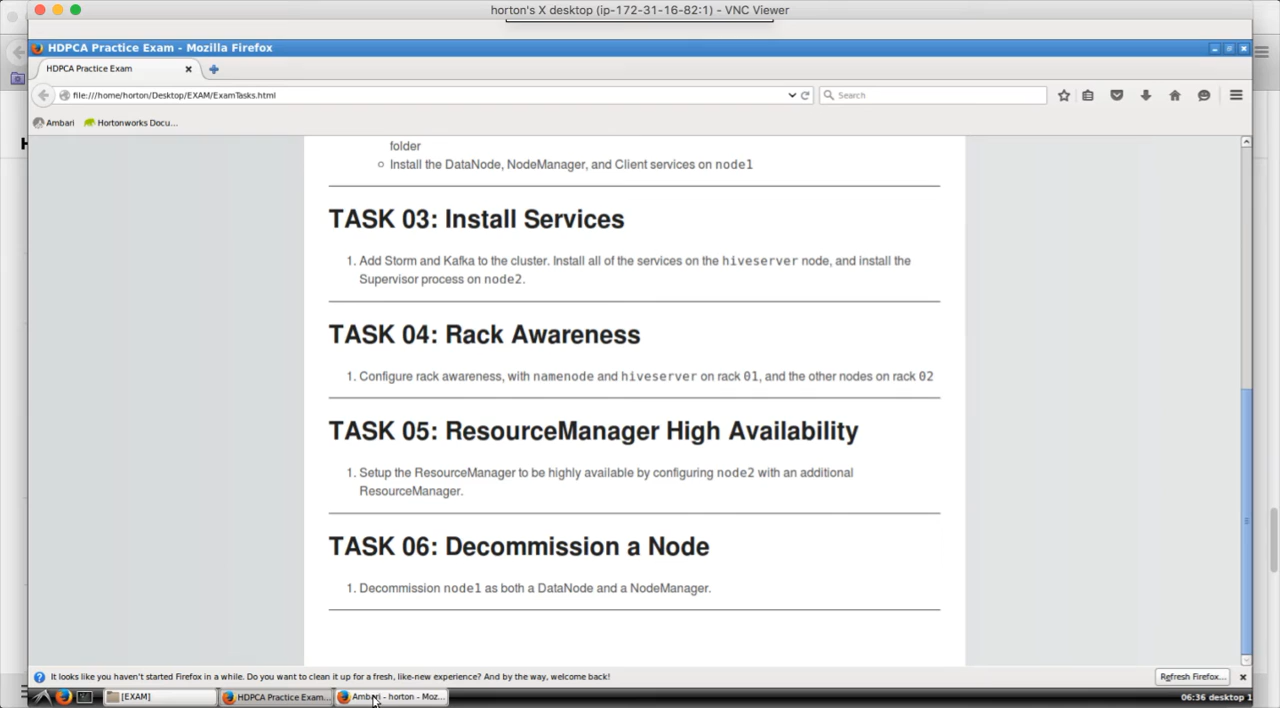 horton's X desktop (ip-172-31-16-82:1) - VNC Viewer
HDPCA Practice Exam - Mozilla Firefox
HDPCA Practice Exam
file:///home/horton/Desktop/EXAM/ExamTasks.html
Search
Ambari
Hortonworks Docu...
folder
Install the DataNode, NodeManager, and Client services on node1
TASK 03: Install Services
1. Add Storm and Kafka to the cluster. Install all of the services on the hiveserver node, and install the
Supervisor process on node2.
TASK 04: Rack Awareness
1. Configure rack awareness, with namenode and hiveserver on rack 01, and the other nodes on rack 02
TASK 05: ResourceManager High Availability
1. Setup the ResourceManager to be highly available by configuring node2 with an additional
ResourceManager.
TASK 06: Decommission a Node
1. Decommission node1 as both a DataNode and a NodeManager.
It looks like you haven't started Firefox in a while. Do you want to clean it up for a fresh, like-new experience? And by the way, welcome back!
Refresh Firefox...
[EXAM]
HDPCA Practice Exam...
Ambari - horton - Moz...
06:36 desktop 1